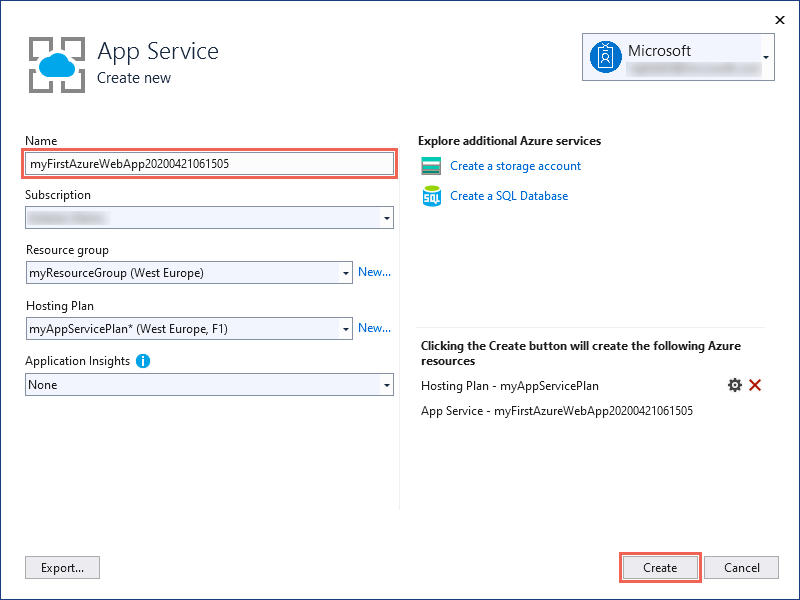 App Service
Create new
Microsoft
Name
myFirstAzureWebApp20200421061505
Subscription
Resource group
myResourceGroup (West Europe)
New...
Hosting Plan
myAppServicePlan* (West Europe, F1)
New...
Application Insights
None
Explore additional Azure services
Create a storage account
SQL
Create a SQL Database
Clicking the Create button will create the following Azure
resources
Hosting Plan - myAppServicePlan
App Service - myFirstAzureWebApp20200421061505
Export...
Create
Cancel